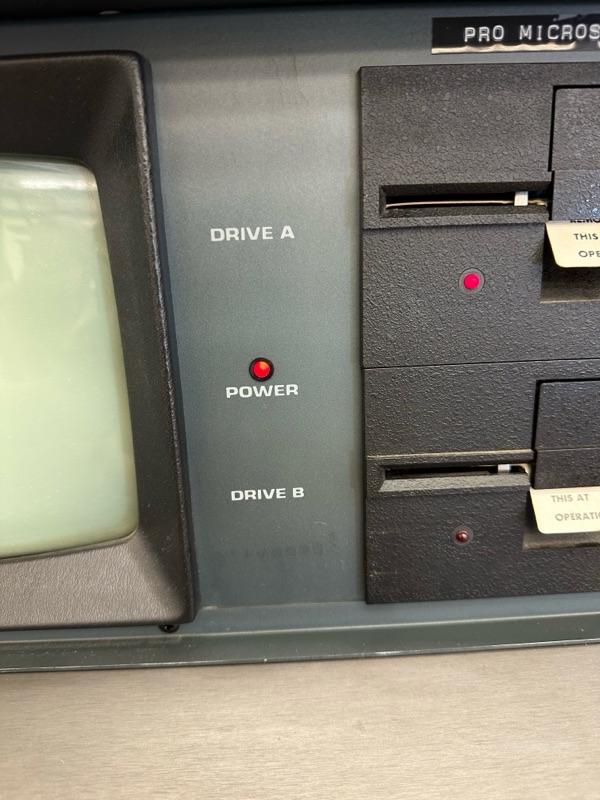 PRO MICROS
DRIVE A
THIS
OPE
POWER
DRIVE B
THIS AT
OPERATIO